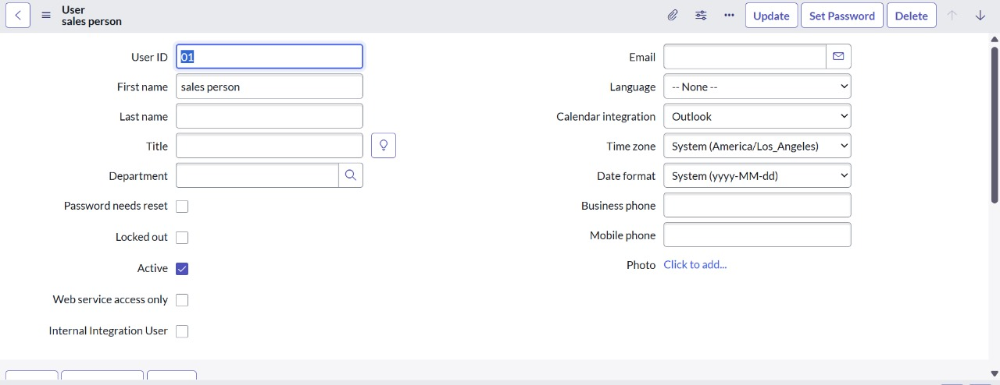 User
sales person
Update
Set Password
Delete
User ID
01
First name
sales person
Last name
Title
Department
Password needs reset
Locked out
Active
Web service access only
Internal Integration User
Email
Language
-- None --
Calendar integration
Outlook
Time zone
System (America/Los_Angeles)
Date format
System (yyyy-MM-dd)
Business phone
Mobile phone
Photo
Click to add...